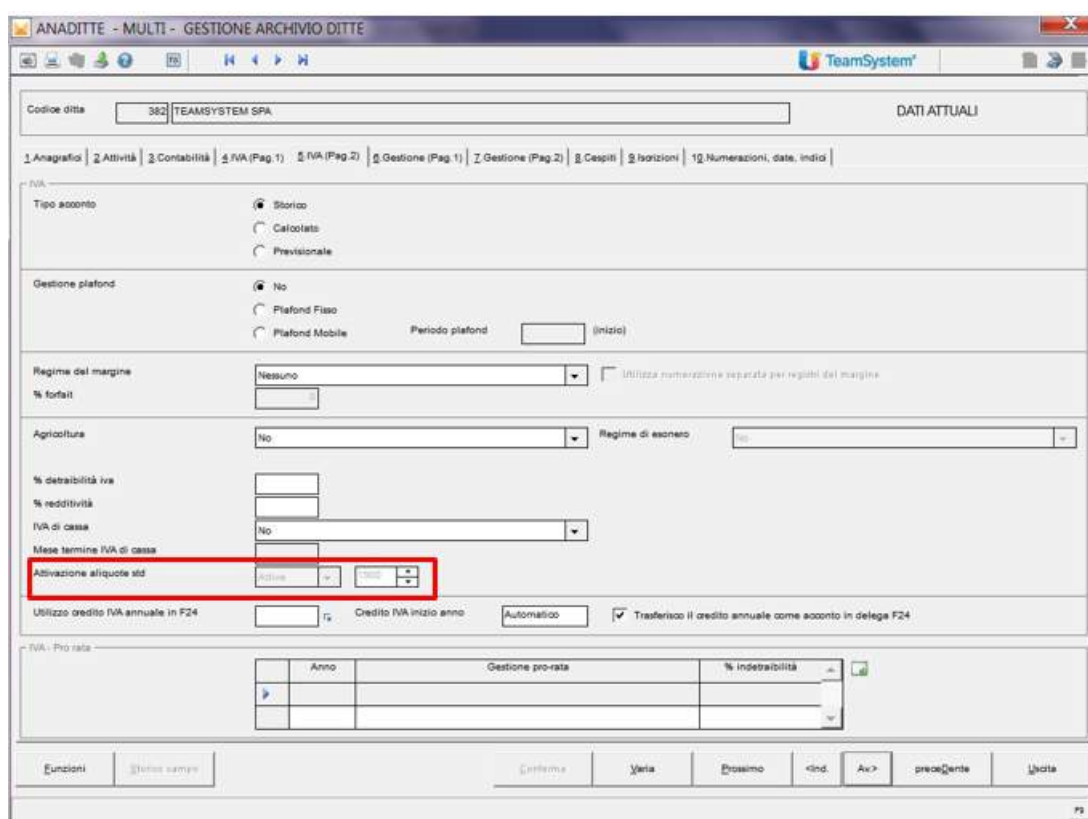 ANADITTE - MULTI - GESTIONE ARCHIVIO DITTE
TeamSystem
Codice ditta 382 TEAMSYSTEM SPA DATI ATTUALI
1.Anagrafici 2.Attività 3.Contabilità 4.IVA (Pag.1) 5.IVA (Pag.2) 6.Gestione (Pag.1) 7.Gestione (Pag.2) 8.Cespiti 9.Iscrizioni 10.Numerazioni, date, indici
IVA
Tipo acconto Storico
Calcolato
Previsionale
Gestione plafond No
Plafond Fisso
Plafond Mobile Periodo plafond (inizio)
Regime del margine Nessuno Utilizza numerazione separata per registri del margine
% forfait 0
Agricoltura No Regime di esonero No
% detraibilità iva
% redditività
IVA di cassa No
Mese termine IVA di cassa
Attivazione aliquote std Attive
Utilizzo credito IVA annuale in F24 Credito IVA inizio anno Automatico Trasferisco il credito annuale come acconto in delega F24
IVA - Pro rata
Anno Gestione pro-rata % indetraibilità
Funzioni Storico campo Conferma Varia Prossimo <Ind. Av.> preceDente Uscita